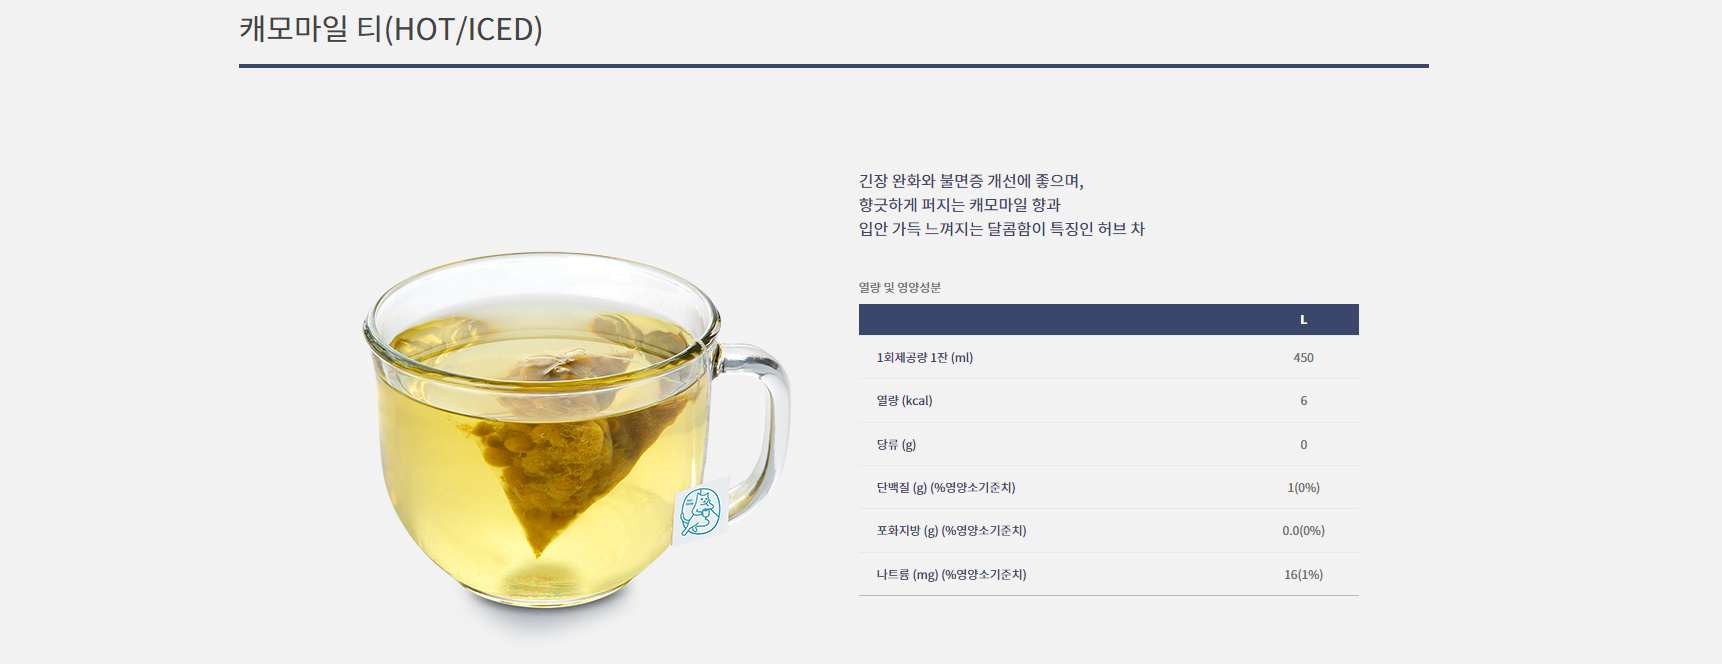 캐모마일 티(HOT/ICED)
긴장 완화와 불면증 개선에 좋으며,
향긋하게 퍼지는 캐모마일 향과
입안 가득 느껴지는 달콤함이 특징인 허브 차
열량 및 영양성분
L
1회제공량 1잔 (ml) 450
열량 (kcal) 6
당류 (g) 0
단백질 (g) (%영양소기준치) 1(0%)
포화지방 (g) (%영양소기준치) 0.0(0%)
나트륨 (mg) (%영양소기준치) 16(1%)